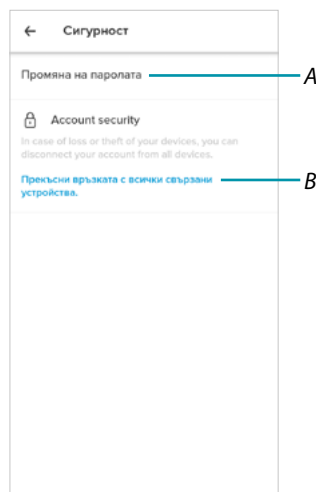 ← Сигурност
Промяна на паролата
A
Account security
In case of loss or theft of your devices, you can
disconnect your account from all devices.
Прекъсни връзката с всички свързани
устройства.
B